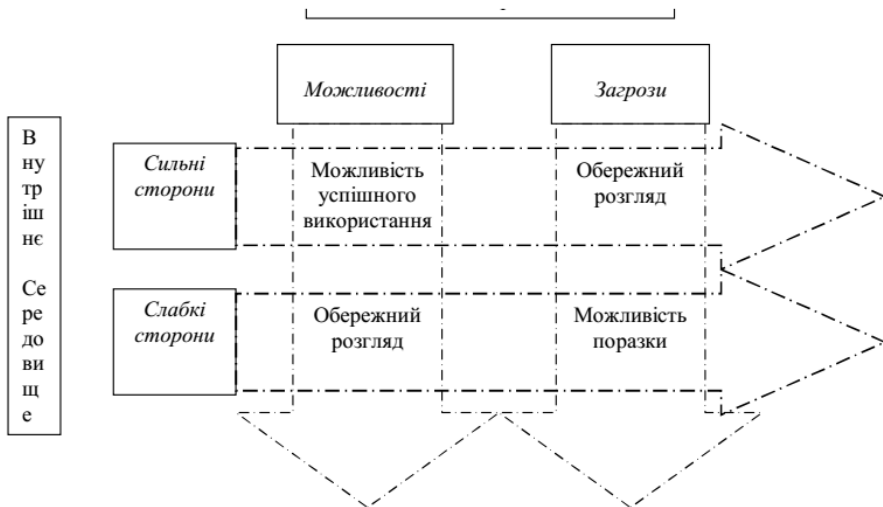 Можливості
Загрози
В
ну
тр
іш
нє
Се
ре
до
ви
щ
е
Сильні
сторони
Можливість
успішного
використання
Обережний
розгляд
Слабкі
сторони
Обережний
розгляд
Можливість
поразки